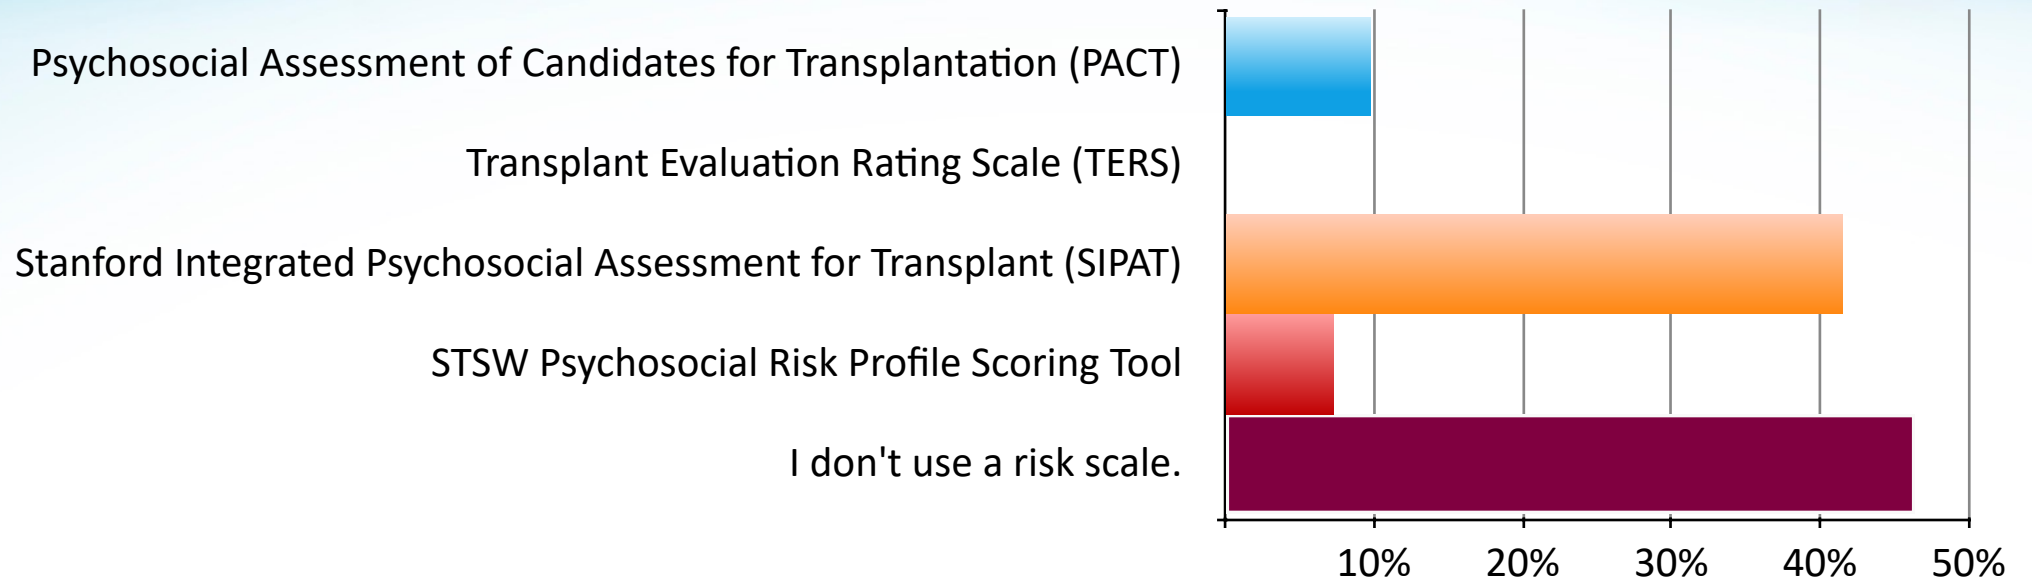 Psychosocial Assessment of Candidates for Transplantation (PACT)
Transplant Evaluation Rating Scale (TERS)
Stanford Integrated Psychosocial Assessment for Transplant (SIPAT)
STSW Psychosocial Risk Profile Scoring Tool
I don't use a risk scale.
10% 20% 30% 40% 50%